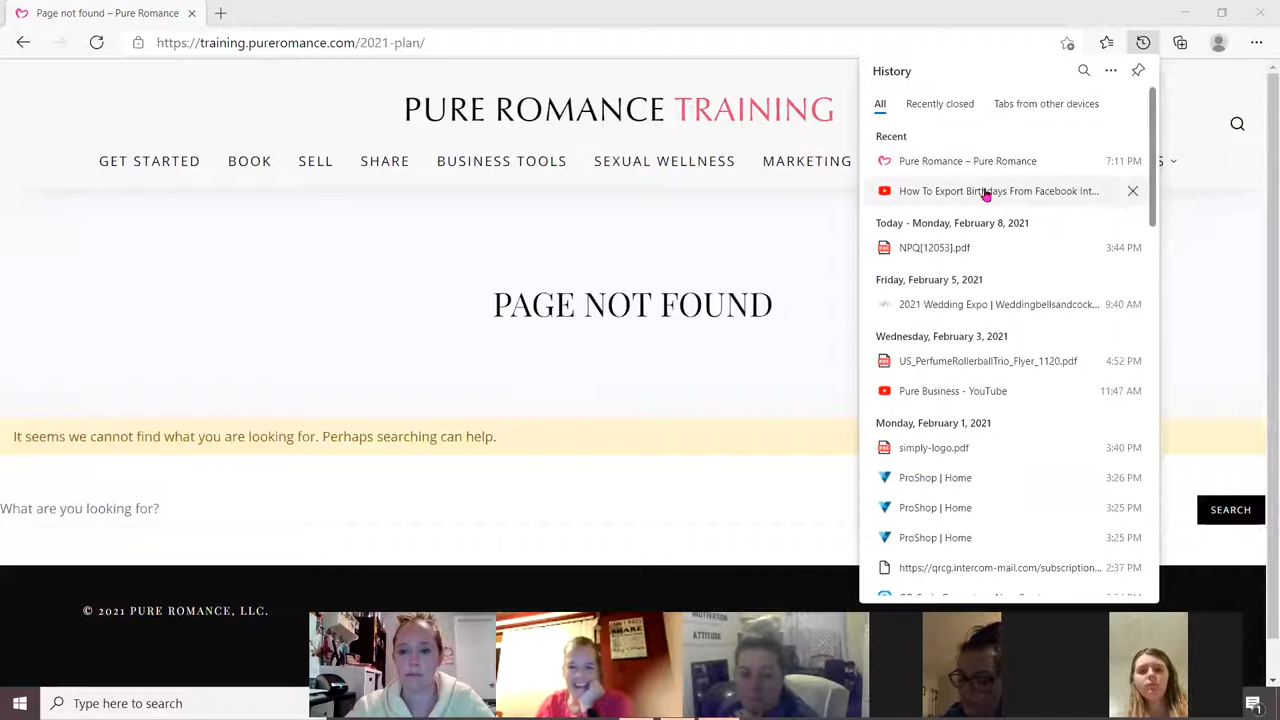 Page not found – Pure Romance
https://training.pureromance.com/2021-plan/
PURE ROMANCE TRAINING
GET STARTED BOOK SELL SHARE BUSINESS TOOLS SEXUAL WELLNESS MARKETING S
PAGE NOT FOUND
It seems we cannot find what you are looking for. Perhaps searching can help.
What are you looking for?
SEARCH
© 2021 PURE ROMANCE, LLC.
History
All Recently closed Tabs from other devices
Recent
Pure Romance – Pure Romance 7:11 PM
How To Export Birthdays From Facebook Int...
Today - Monday, February 8, 2021
NPQ[12053].pdf 3:44 PM
Friday, February 5, 2021
2021 Wedding Expo | Weddingbellsandcock... 9:40 AM
Wednesday, February 3, 2021
US_PerfumeRollerballTrio_Flyer_1120.pdf 4:52 PM
Pure Business - YouTube 11:47 AM
Monday, February 1, 2021
simply-logo.pdf 3:40 PM
ProShop | Home 3:26 PM
ProShop | Home 3:25 PM
ProShop | Home 3:25 PM
https://qrcg.intercom-mail.com/subscription... 2:37 PM
SHARE
MOTIVATION
ATTITUDE
Type here to search